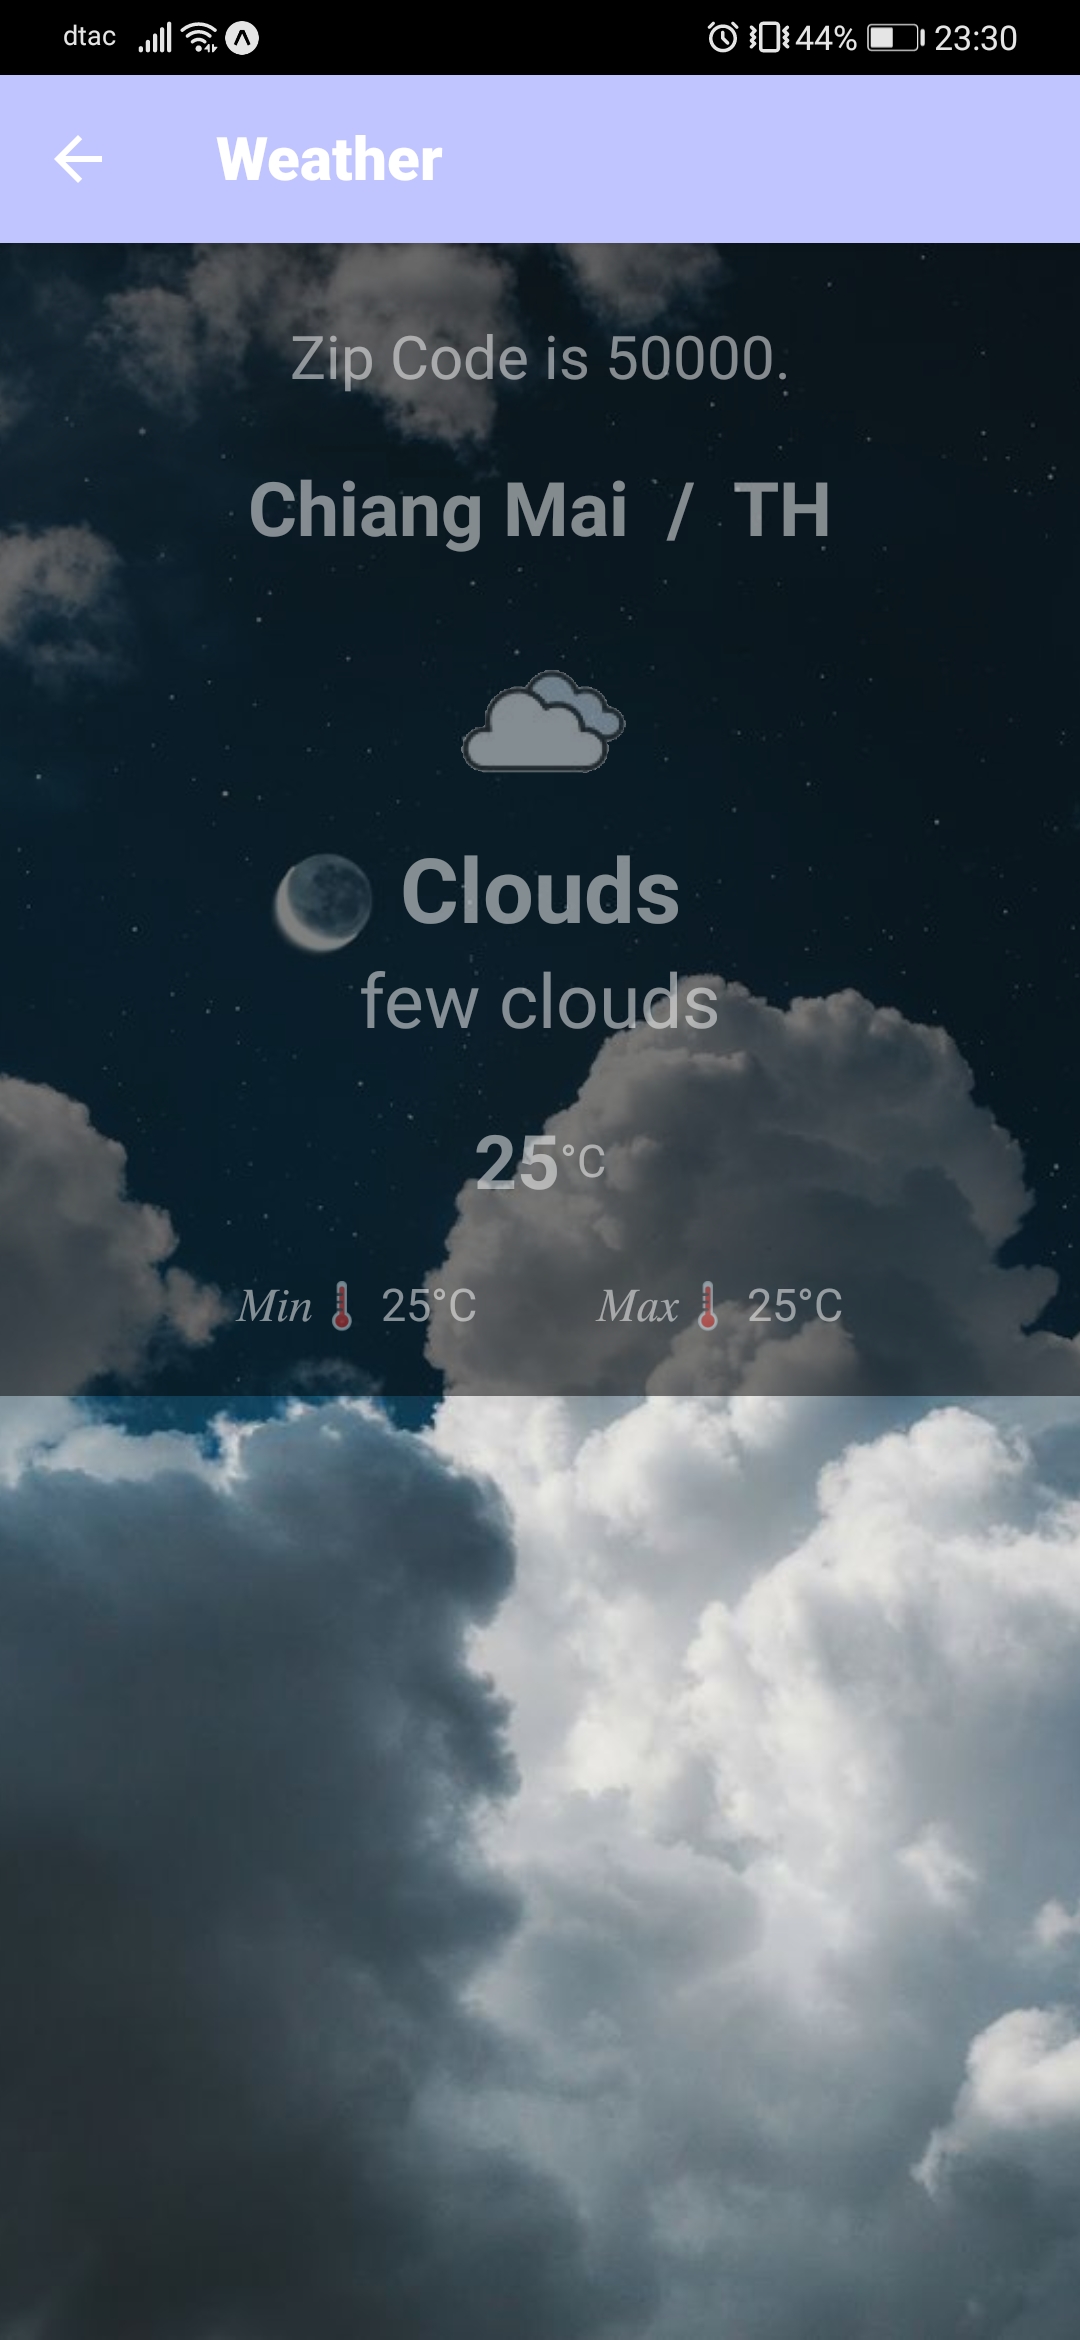 dtac 44% 23:30
Weather
Zip Code is 50000.
Chiang Mai / TH
Clouds
few clouds
25°C
Min 25°C Max 25°C